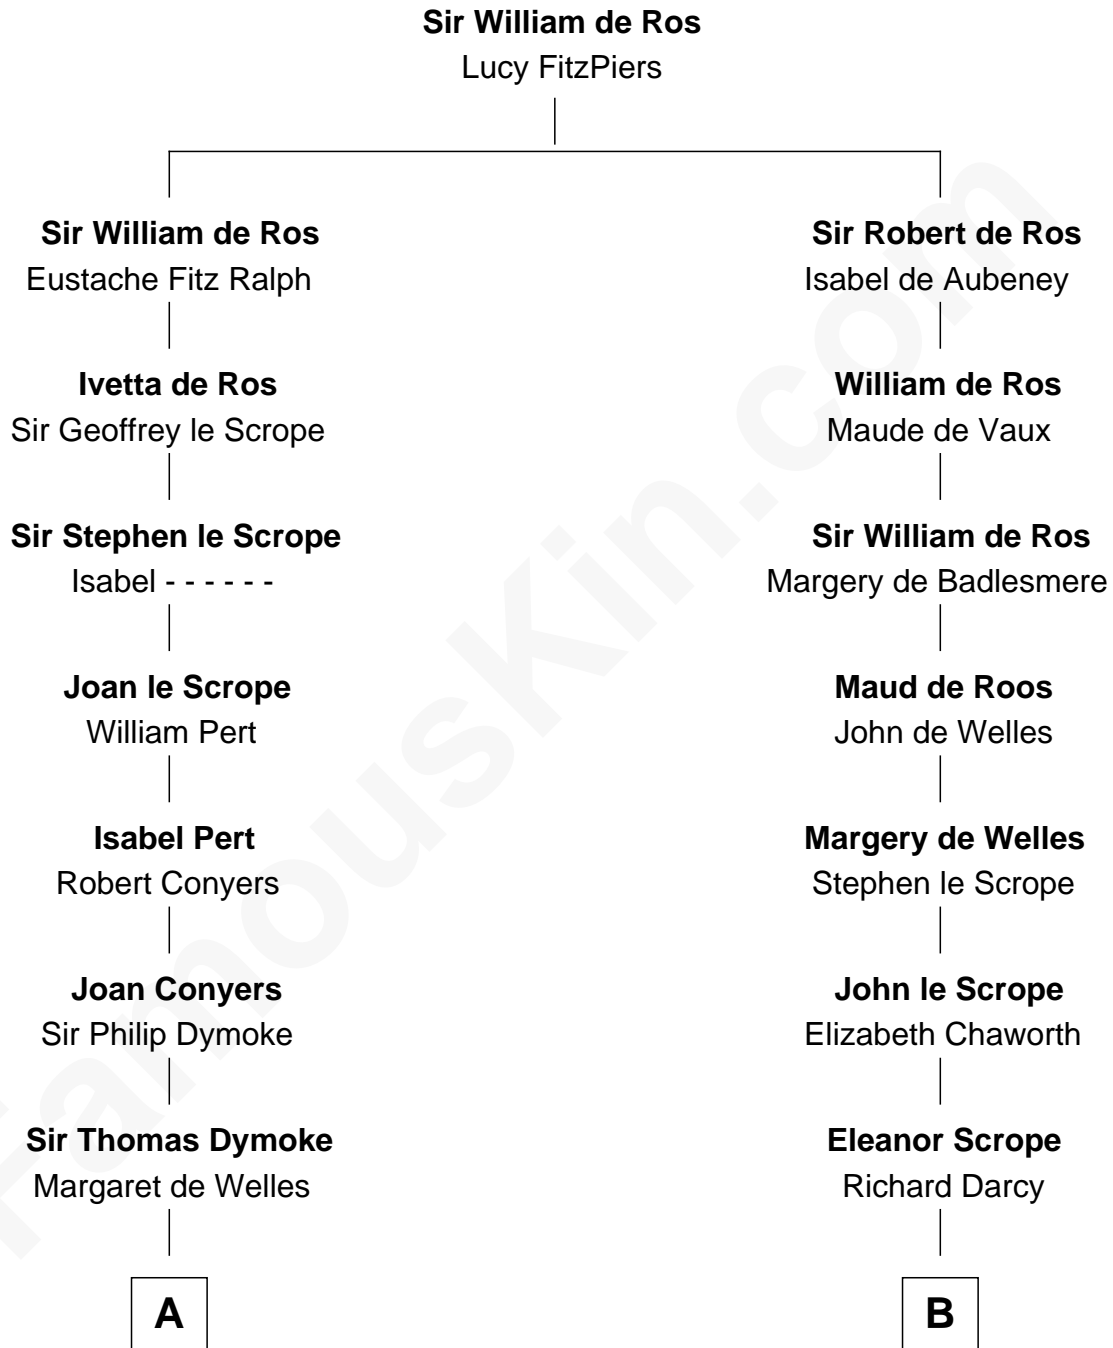 Sir William de Ros
Lucy FitzPiers
Sir William de Ros
Eustache Fitz Ralph
Sir Robert de Ros
Isabel de Aubeney
Ivetta de Ros
Sir Geoffrey le Scrope
William de Ros
Maude de Vaux
Sir Stephen le Scrope
Isabel - - - - - -
Sir William de Ros
Margery de Badlesmere
Joan le Scrope
William Pert
Maud de Roos
John de Welles
Isabel Pert
Robert Conyers
Margery de Welles
Stephen le Scrope
Joan Conyers
Sir Philip Dymoke
John le Scrope
Elizabeth Chaworth
Sir Thomas Dymoke
Margaret de Welles
Eleanor Scrope
Richard Darcy
A
B
FamousKin.com